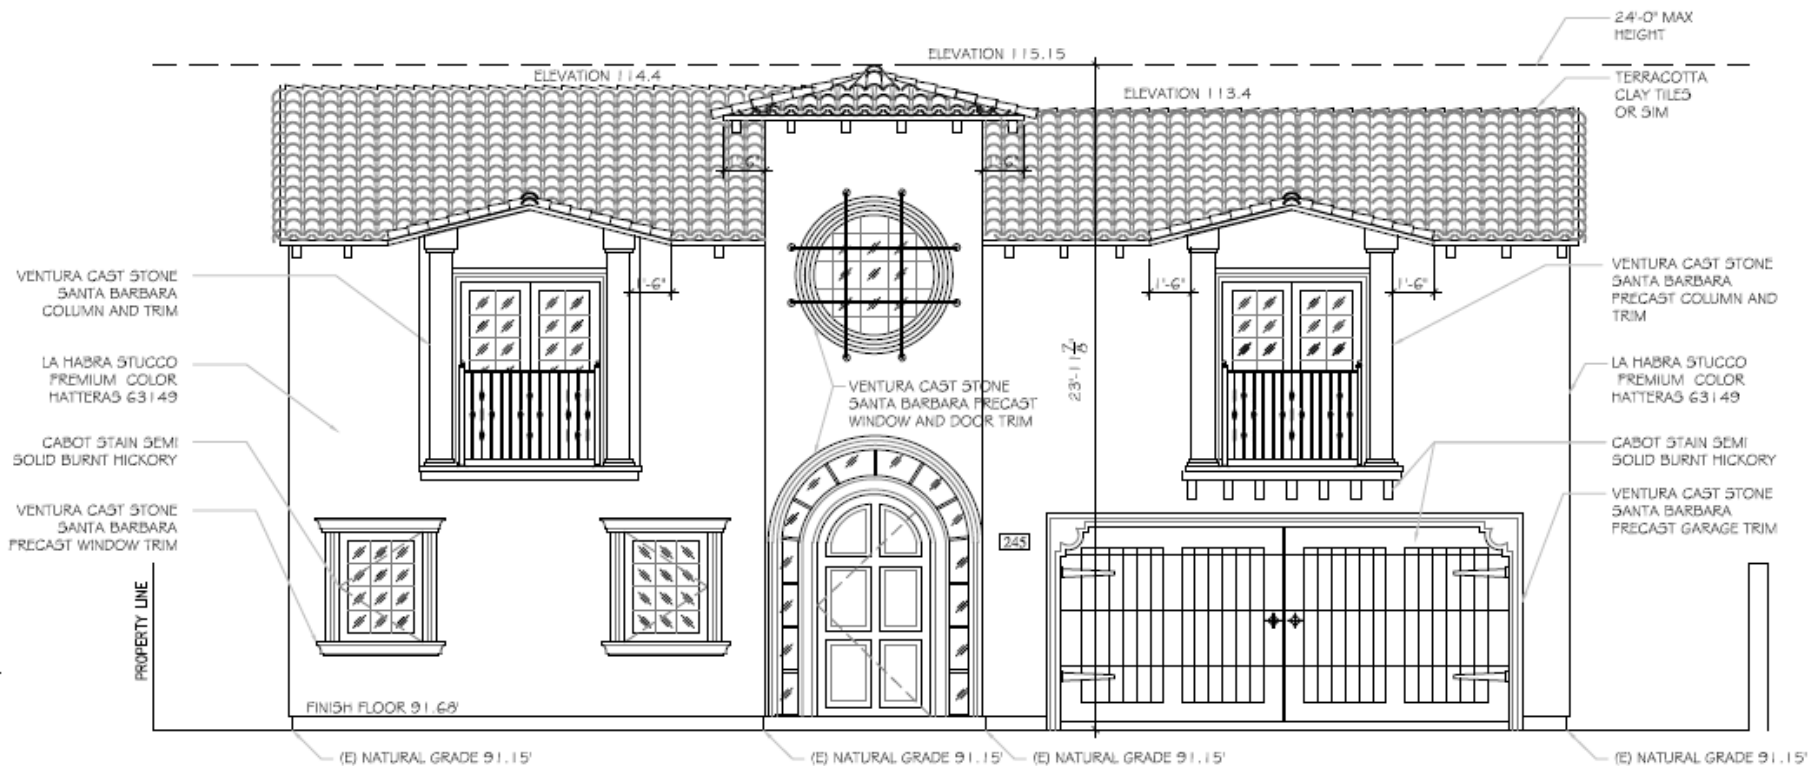 24'-0" MAX
HEIGHT
ELEVATION 115.15
ELEVATION 114.4
ELEVATION 113.4
TERRACOTTA
CLAY TILES
OR SIM
1'-6"
1'-6"
VENTURA CAST STONE
SANTA BARBARA
COLUMN AND TRIM
LA HABRA STUCCO
PREMIUM COLOR
HATTERAS 63149
CABOT STAIN SEMI
SOLID BURNT HICKORY
VENTURA CAST STONE
SANTA BARBARA
PRECAST WINDOW TRIM
PROPERTY LINE
1'-6"
VENTURA CAST STONE
SANTA BARBARA PRECAST
WINDOW AND DOOR TRIM
23'-11 7/8"
1'-6"
1'-6"
245
VENTURA CAST STONE
SANTA BARBARA
PRECAST COLUMN AND
TRIM
LA HABRA STUCCO
PREMIUM COLOR
HATTERAS 63149
CABOT STAIN SEMI
SOLID BURNT HICKORY
VENTURA CAST STONE
SANTA BARBARA
PRECAST GARAGE TRIM
FINISH FLOOR 91.68'
(E) NATURAL GRADE 91.15'
(E) NATURAL GRADE 91.15'
(E) NATURAL GRADE 91.15'
(E) NATURAL GRADE 91.15'